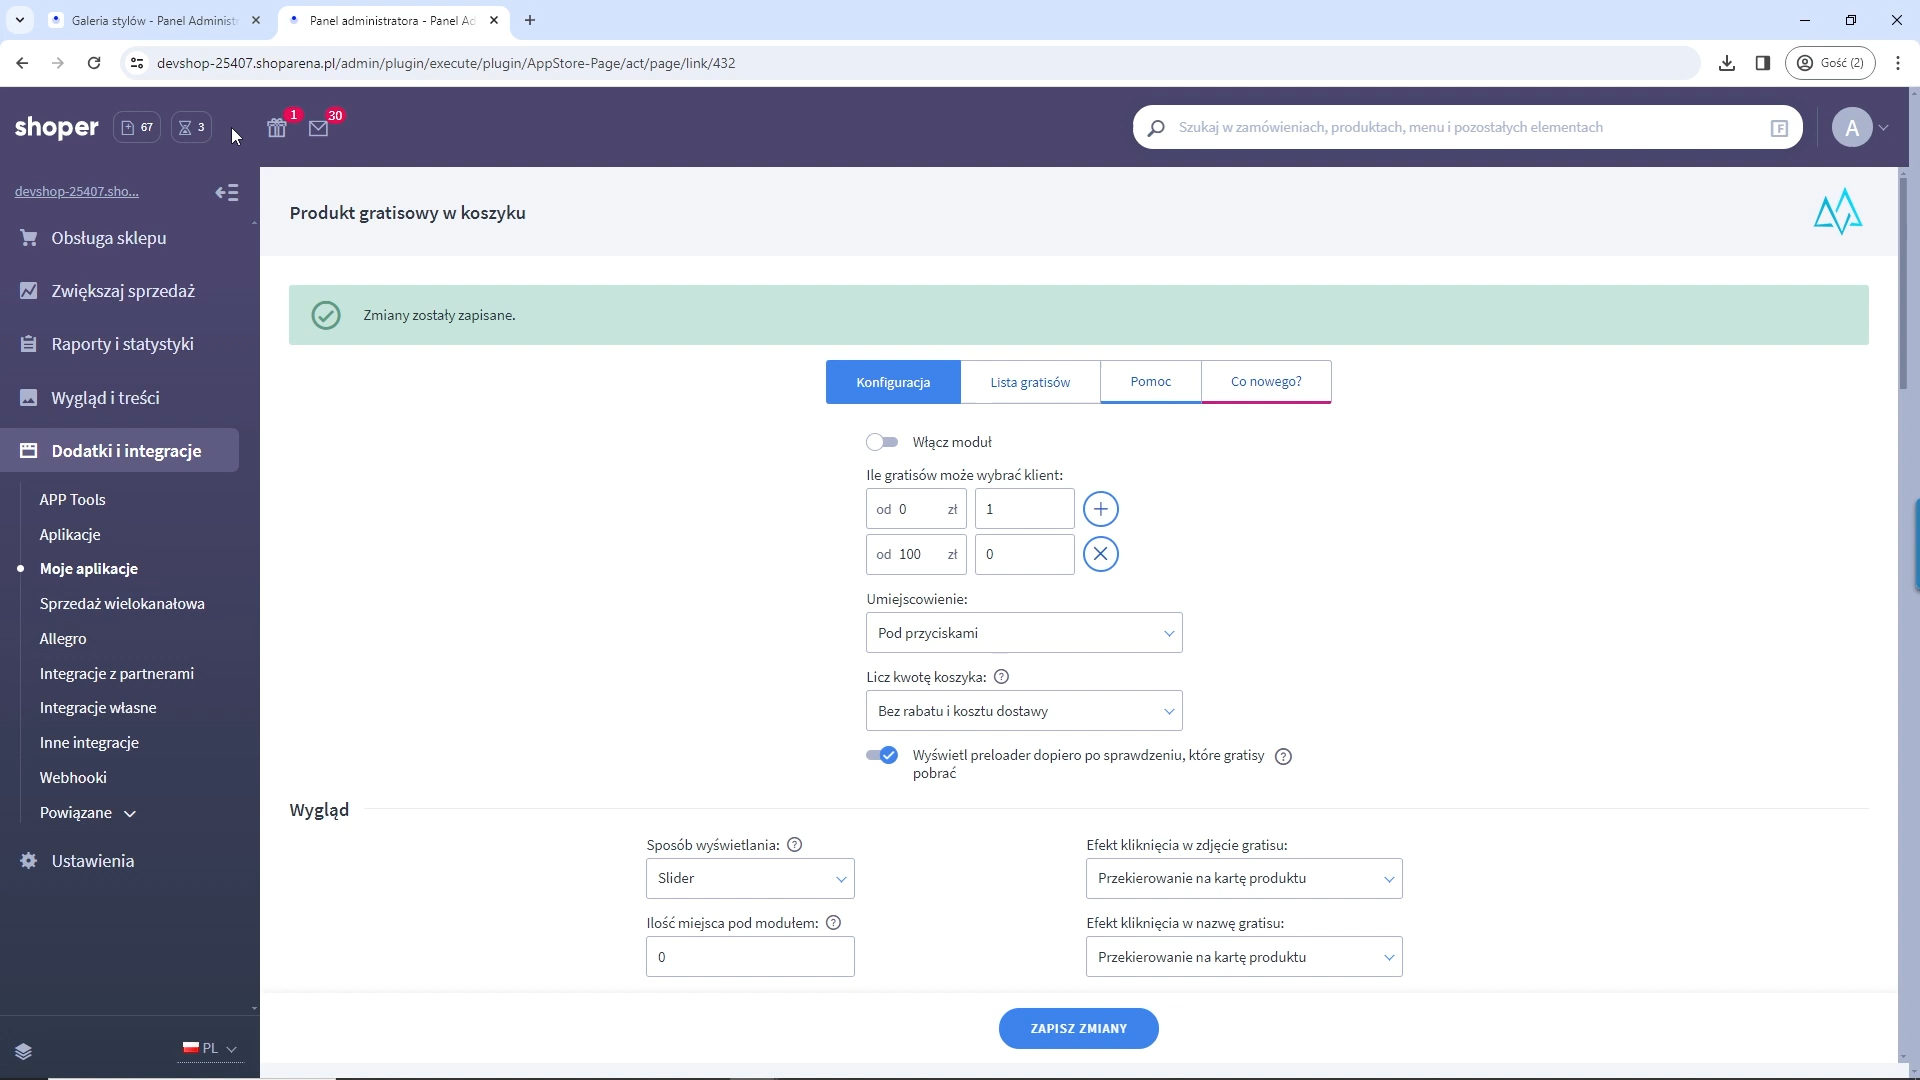 Galeria stylów - Panel Administ
Panel administratora - Panel Ad
devshop-25407.shoparena.pl/admin/plugin/execute/plugin/AppStore-Page/act/page/link/432
Gość (2)
shoper
67
3
1
30
Szukaj w zamówieniach, produktach, menu i pozostałych elementach
F
A
devshop-25407.sho...
Obsługa sklepu
Zwiększaj sprzedaż
Raporty i statystyki
Wygląd i treści
Dodatki i integracje
APP Tools
Aplikacje
Moje aplikacje
Sprzedaż wielokanałowa
Allegro
Integracje z partnerami
Integracje własne
Inne integracje
Webhooki
Powiązane
Ustawienia
PL
Produkt gratisowy w koszyku
Zmiany zostały zapisane.
Konfiguracja
Lista gratisów
Pomoc
Co nowego?
Włącz moduł
Ile gratisów może wybrać klient:
od 0 zł
1
od 100 zł
0
Umiejscowienie:
Pod przyciskami
Licz kwotę koszyka:
Bez rabatu i kosztu dostawy
Wyświetl preloader dopiero po sprawdzeniu, które gratisy
pobrać
Wygląd
Sposób wyświetlania:
Slider
Efekt kliknięcia w zdjęcie gratisu:
Przekierowanie na kartę produktu
Ilość miejsca pod modułem:
0
Efekt kliknięcia w nazwę gratisu:
Przekierowanie na kartę produktu
ZAPISZ ZMIANY